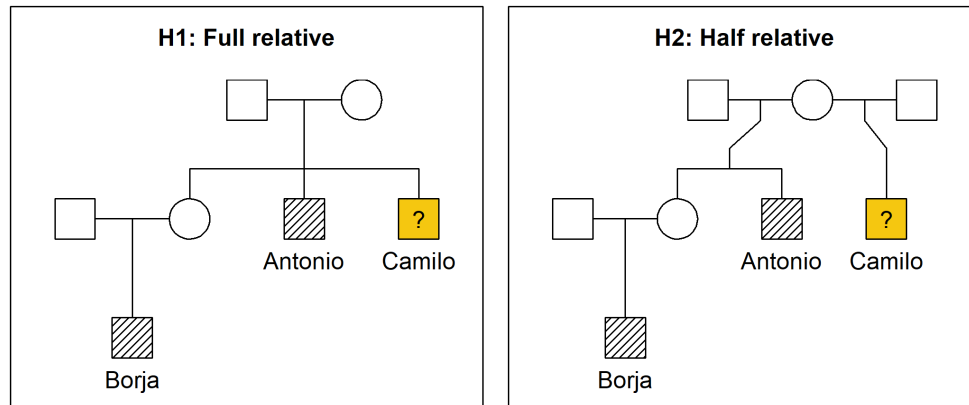 H1: Full relative
?
Antonio
Camilo
Borja
H2: Half relative
?
Antonio
Camilo
Borja